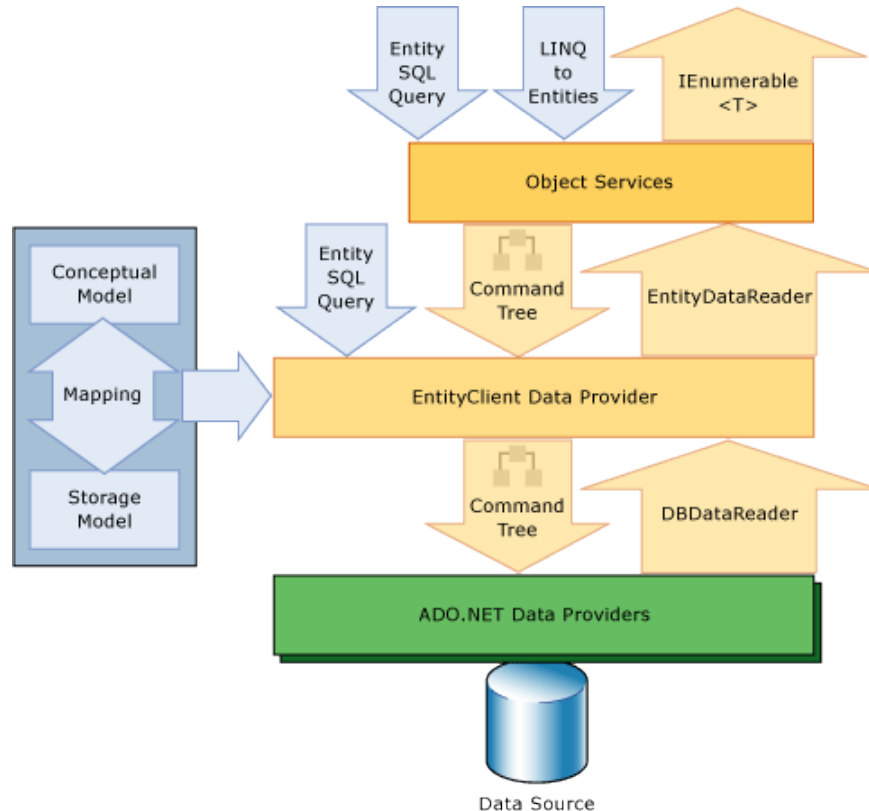 Entity
SQL
Query
LINQ
to
Entities
IEnumerable
<T>
Object Services
Conceptual
Model
Mapping
Storage
Model
Entity
SQL
Query
Command
Tree
EntityDataReader
EntityClient Data Provider
Command
Tree
DBDataReader
ADO.NET Data Providers
Data Source